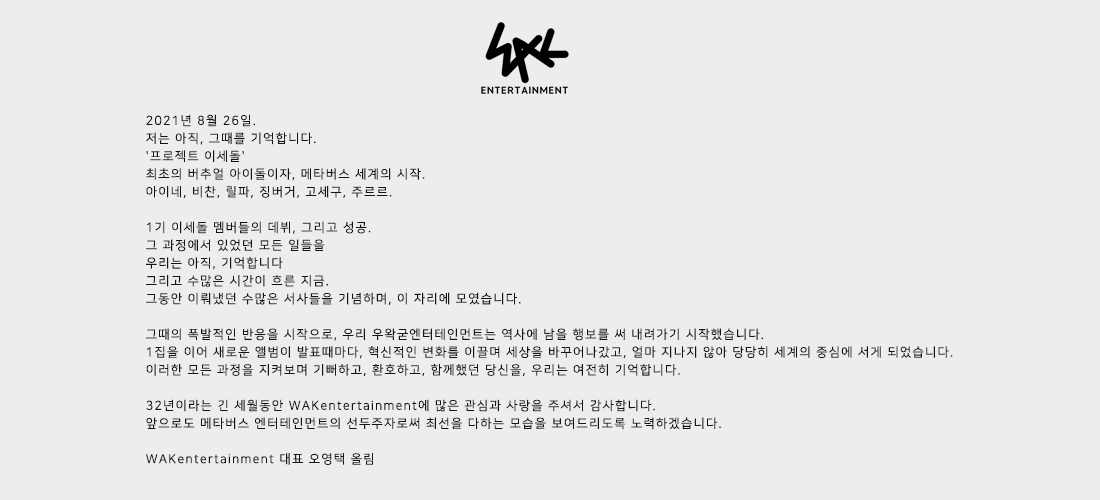 WAK
ENTERTAINMENT
2021년 8월 26일.
저는 아직, 그때를 기억합니다.
'프로젝트 이세돌'
최초의 버추얼 아이돌이자, 메타버스 세계의 시작.
아이네, 비찬, 릴파, 징버거, 고세구, 주르르.
1기 이세돌 멤버들의 데뷔, 그리고 성공.
그 과정에서 있었던 모든 일들을
우리는 아직, 기억합니다
그리고 수많은 시간이 흐른 지금.
그동안 이뤄냈던 수많은 서사들을 기념하며, 이 자리에 모였습니다.
그때의 폭발적인 반응을 시작으로, 우리 우왁굳엔터테인먼트는 역사에 남을 행보를 써 내려가기 시작했습니다.
1집을 이어 새로운 앨범이 발표때마다, 혁신적인 변화를 이끌며 세상을 바꾸어나갔고, 얼마 지나지 않아 당당히 세계의 중심에 서게 되었습니다.
이러한 모든 과정을 지켜보며 기뻐하고, 환호하고, 함께했던 당신을, 우리는 여전히 기억합니다.
32년이라는 긴 세월동안 WAKentertainment에 많은 관심과 사랑을 주셔서 감사합니다.
앞으로도 메타버스 엔터테인먼트의 선두주자로써 최선을 다하는 모습을 보여드리도록 노력하겠습니다.
WAKentertainment 대표 오영택 올림